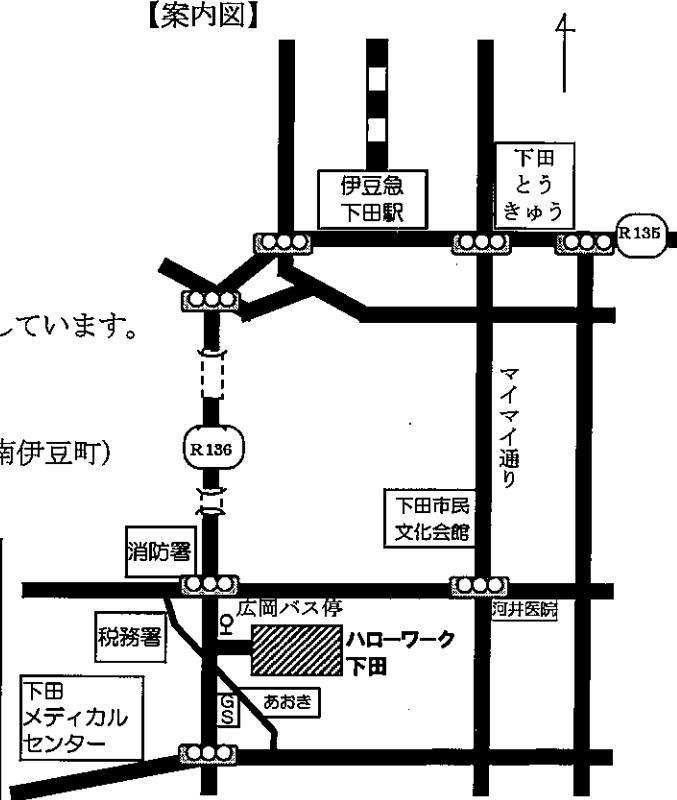 【案内図】
4
伊豆急
下田駅
下田
とう
きゅう
R135
しています。
マイマイ通り
R136
南伊豆町)
下田市民
文化会館
消防署
広岡バス停
河井医院
税務署
ハローワーク
下田
下田
メディカル
センター
GS
あおき